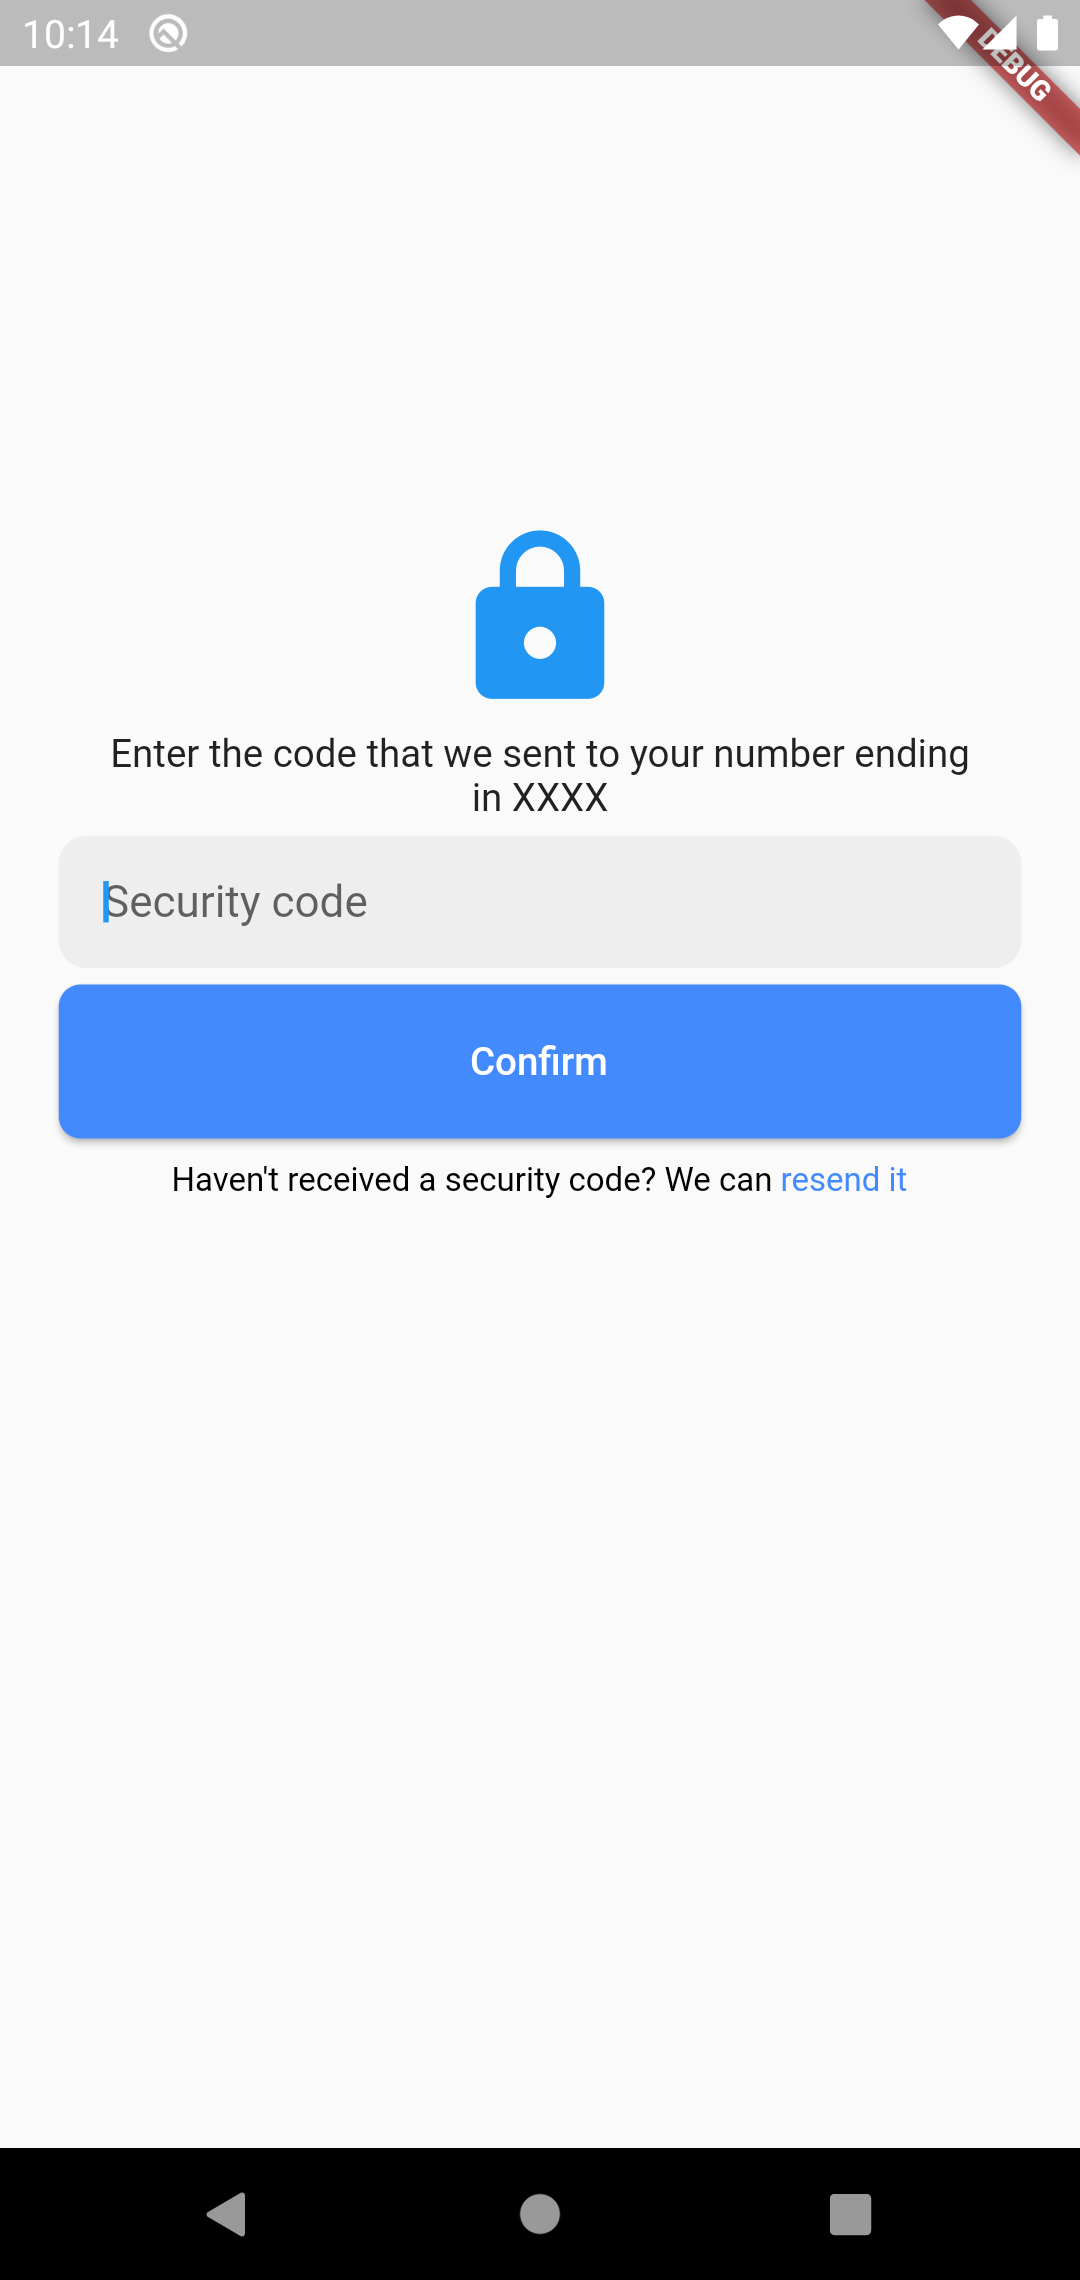 10:14
DEBUG
Enter the code that we sent to your number ending
in XXXX
Security code
Confirm
Haven't received a security code? We can resend it